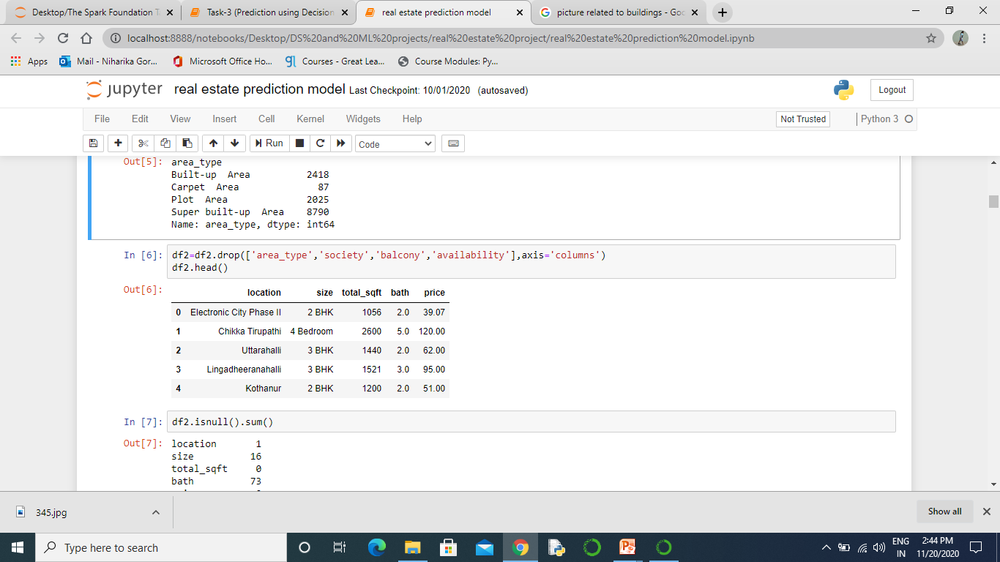 Desktop/The Spark Foundation T
Task-3 (Prediction using Decision
real estate prediction model
picture related to buildings - Goo
localhost:8888/notebooks/Desktop/DS%20and%20ML%20projects/real%20estate%20project/real%20estate%20prediction%20model.ipynb
Apps Mail - Niharika Gor... Microsoft Office Ho... Courses - Great Lea... Course Modules: Py...
jupyter real estate prediction model Last Checkpoint: 10/01/2020 (autosaved) Logout
File Edit View Insert Cell Kernel Widgets Help Not Trusted Python 3
Run Code
Out[5]: area_type
Built-up  Area          2418
Carpet  Area              87
Plot  Area              2025
Super built-up  Area    8790
Name: area_type, dtype: int64
In [6]: df2=df2.drop(['area_type','society','balcony','availability'],axis='columns')
df2.head()
Out[6]:
location size total_sqft bath price
0 Electronic City Phase II 2 BHK 1056 2.0 39.07
1 Chikka Tirupathi 4 Bedroom 2600 5.0 120.00
2 Uttarahalli 3 BHK 1440 2.0 62.00
3 Lingadheeranahalli 3 BHK 1521 3.0 95.00
4 Kothanur 2 BHK 1200 2.0 51.00
In [7]: df2.isnull().sum()
Out[7]: location       1
size          16
total_sqft     0
bath          73
345.jpg Show all
Type here to search ENG 2:44 PM
IN 11/20/2020